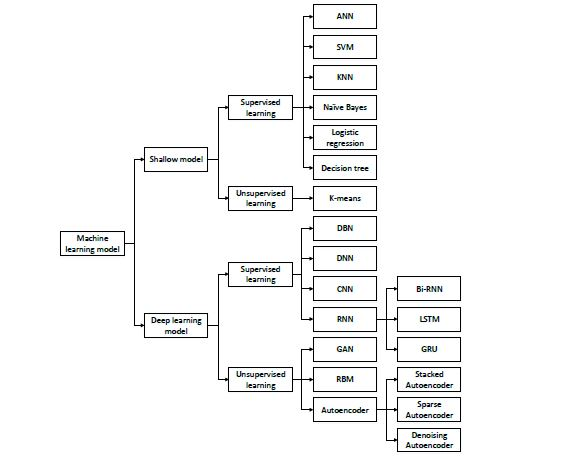 ANN
SVM
KNN
Supervised
learning
Naïve Bayes
Logistic
regression
Decision tree
Shallow model
Unsupervised
learning
K-means
Machine
learning model
DBN
DNN
Supervised
learning
CNN
Bi-RNN
RNN
LSTM
GRU
Deep learning
model
GAN
Unsupervised
learning
RBM
Stacked
Autoencoder
Autoencoder
Sparse
Autoencoder
Denoising
Autoencoder